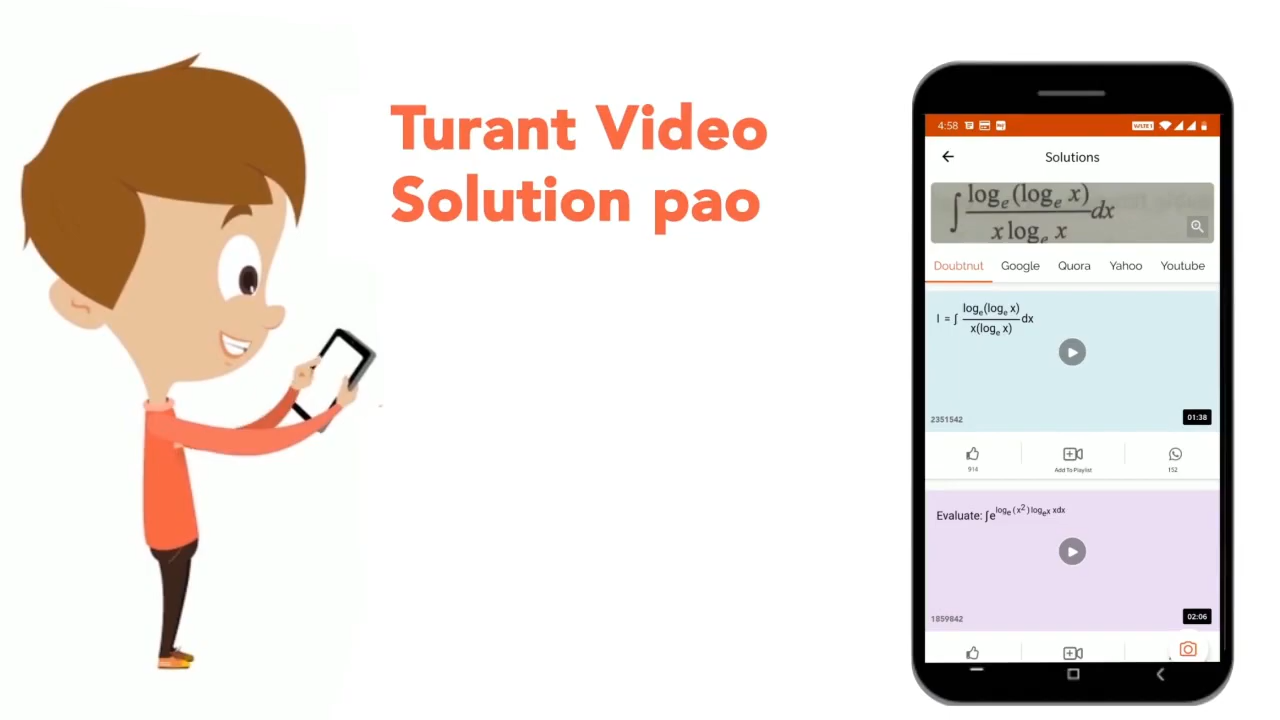 Turant Video
Solution pao
4:58
Solutions
∫ logₑ(logₑ x) / x logₑ x dx
Doubtnut Google Quora Yahoo Youtube
I = ∫ logₑ(logₑ x) / x(logₑ x) dx
2351542 01:38
914 Add To Playlist 152
Evaluate: ∫e^logₑ(x²)logₑx xdx
1859842 02:06